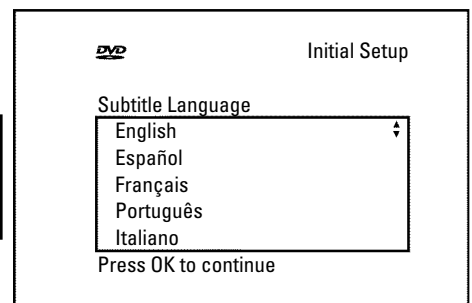 DVD Initial Setup
Subtitle Language
English
Español
Français
Português
Italiano
Press OK to continue